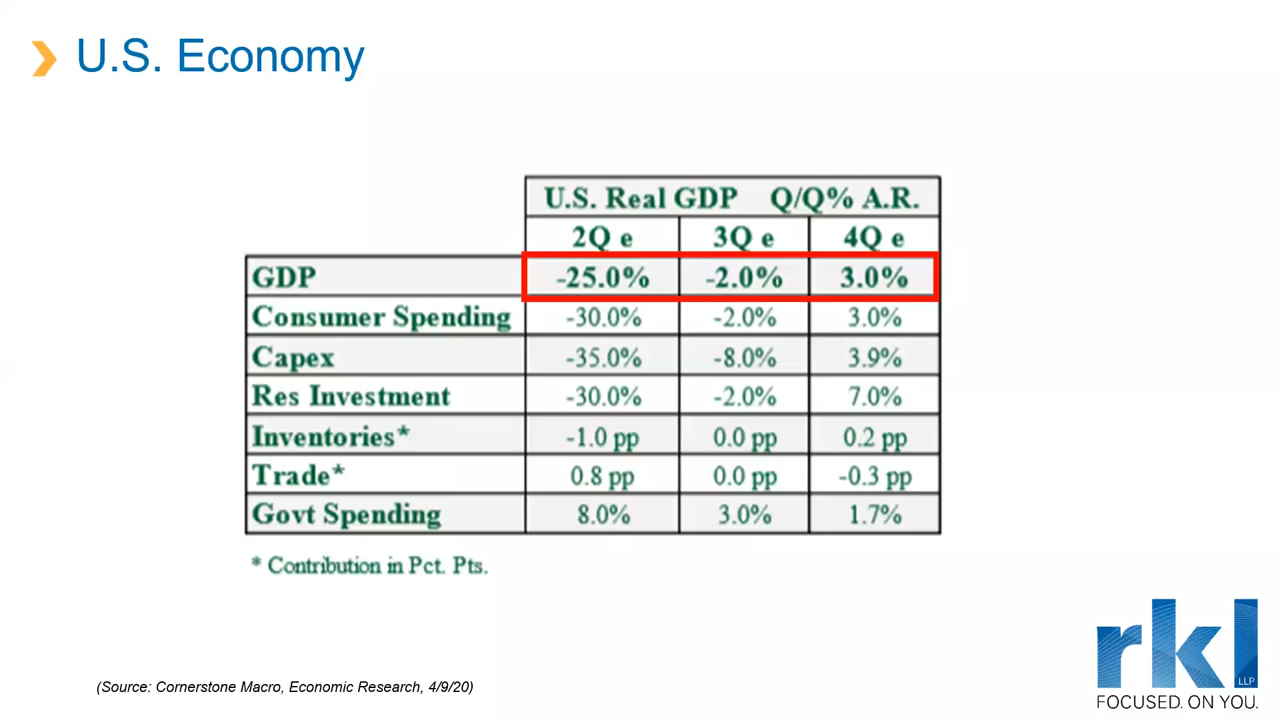 U.S. Economy
U.S. Real GDP Q/Q% A.R.
2Q e 3Q e 4Q e
GDP -25.0% -2.0% 3.0%
Consumer Spending -30.0% -2.0% 3.0%
Capex -35.0% -8.0% 3.9%
Res Investment -30.0% -2.0% 7.0%
Inventories* -1.0 pp 0.0 pp 0.2 pp
Trade* 0.8 pp 0.0 pp -0.3 pp
Govt Spending 8.0% 3.0% 1.7%
* Contribution in Pct. Pts.
rkl
LLP
FOCUSED. ON YOU.
(Source: Cornerstone Macro, Economic Research, 4/9/20)